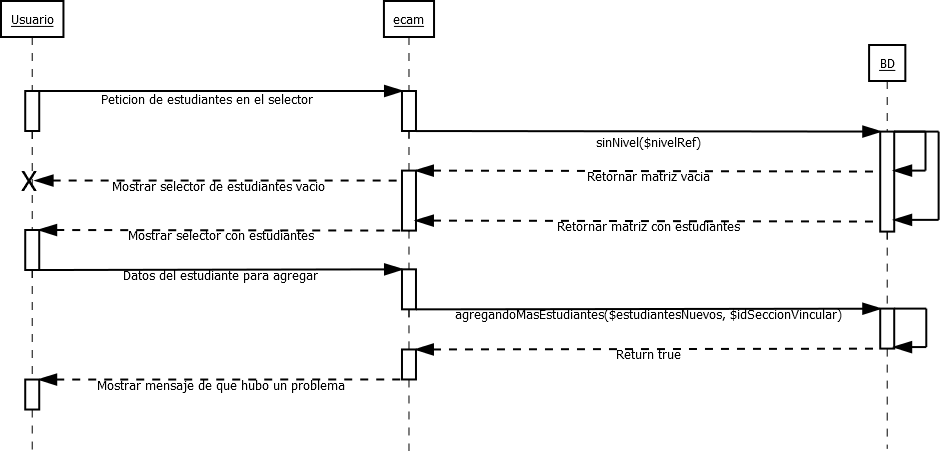 Usuario
ecam
BD
Peticion de estudiantes en el selector
sinNivel($nivelRef)
Retornar matriz vacia
X
Mostrar selector de estudiantes vacio
Retornar matriz con estudiantes
Mostrar selector con estudiantes
Datos del estudiante para agregar
agregandoMasEstudiantes($estudiantesNuevos, $idSeccionVincular)
Return true
Mostrar mensaje de que hubo un problema